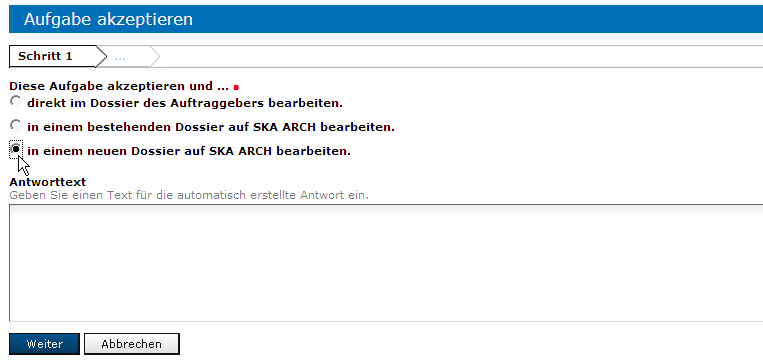 Aufgabe akzeptieren
Schritt 1
...
Diese Aufgabe akzeptieren und ...
direkt im Dossier des Auftraggebers bearbeiten.
in einem bestehenden Dossier auf SKA ARCH bearbeiten.
in einem neuen Dossier auf SKA ARCH bearbeiten.
Antworttext
Geben Sie einen Text für die automatisch erstellte Antwort ein.
Weiter Abbrechen